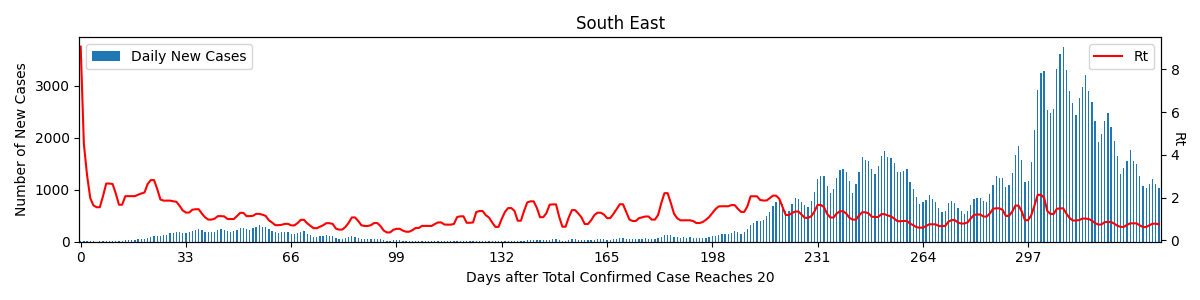 South East
Daily New Cases
Rt
Number of New Cases
3000
2000
1000
0
8
6
4
2
0
Rt
0 33 66 99 132 165 198 231 264 297
Days after Total Confirmed Case Reaches 20